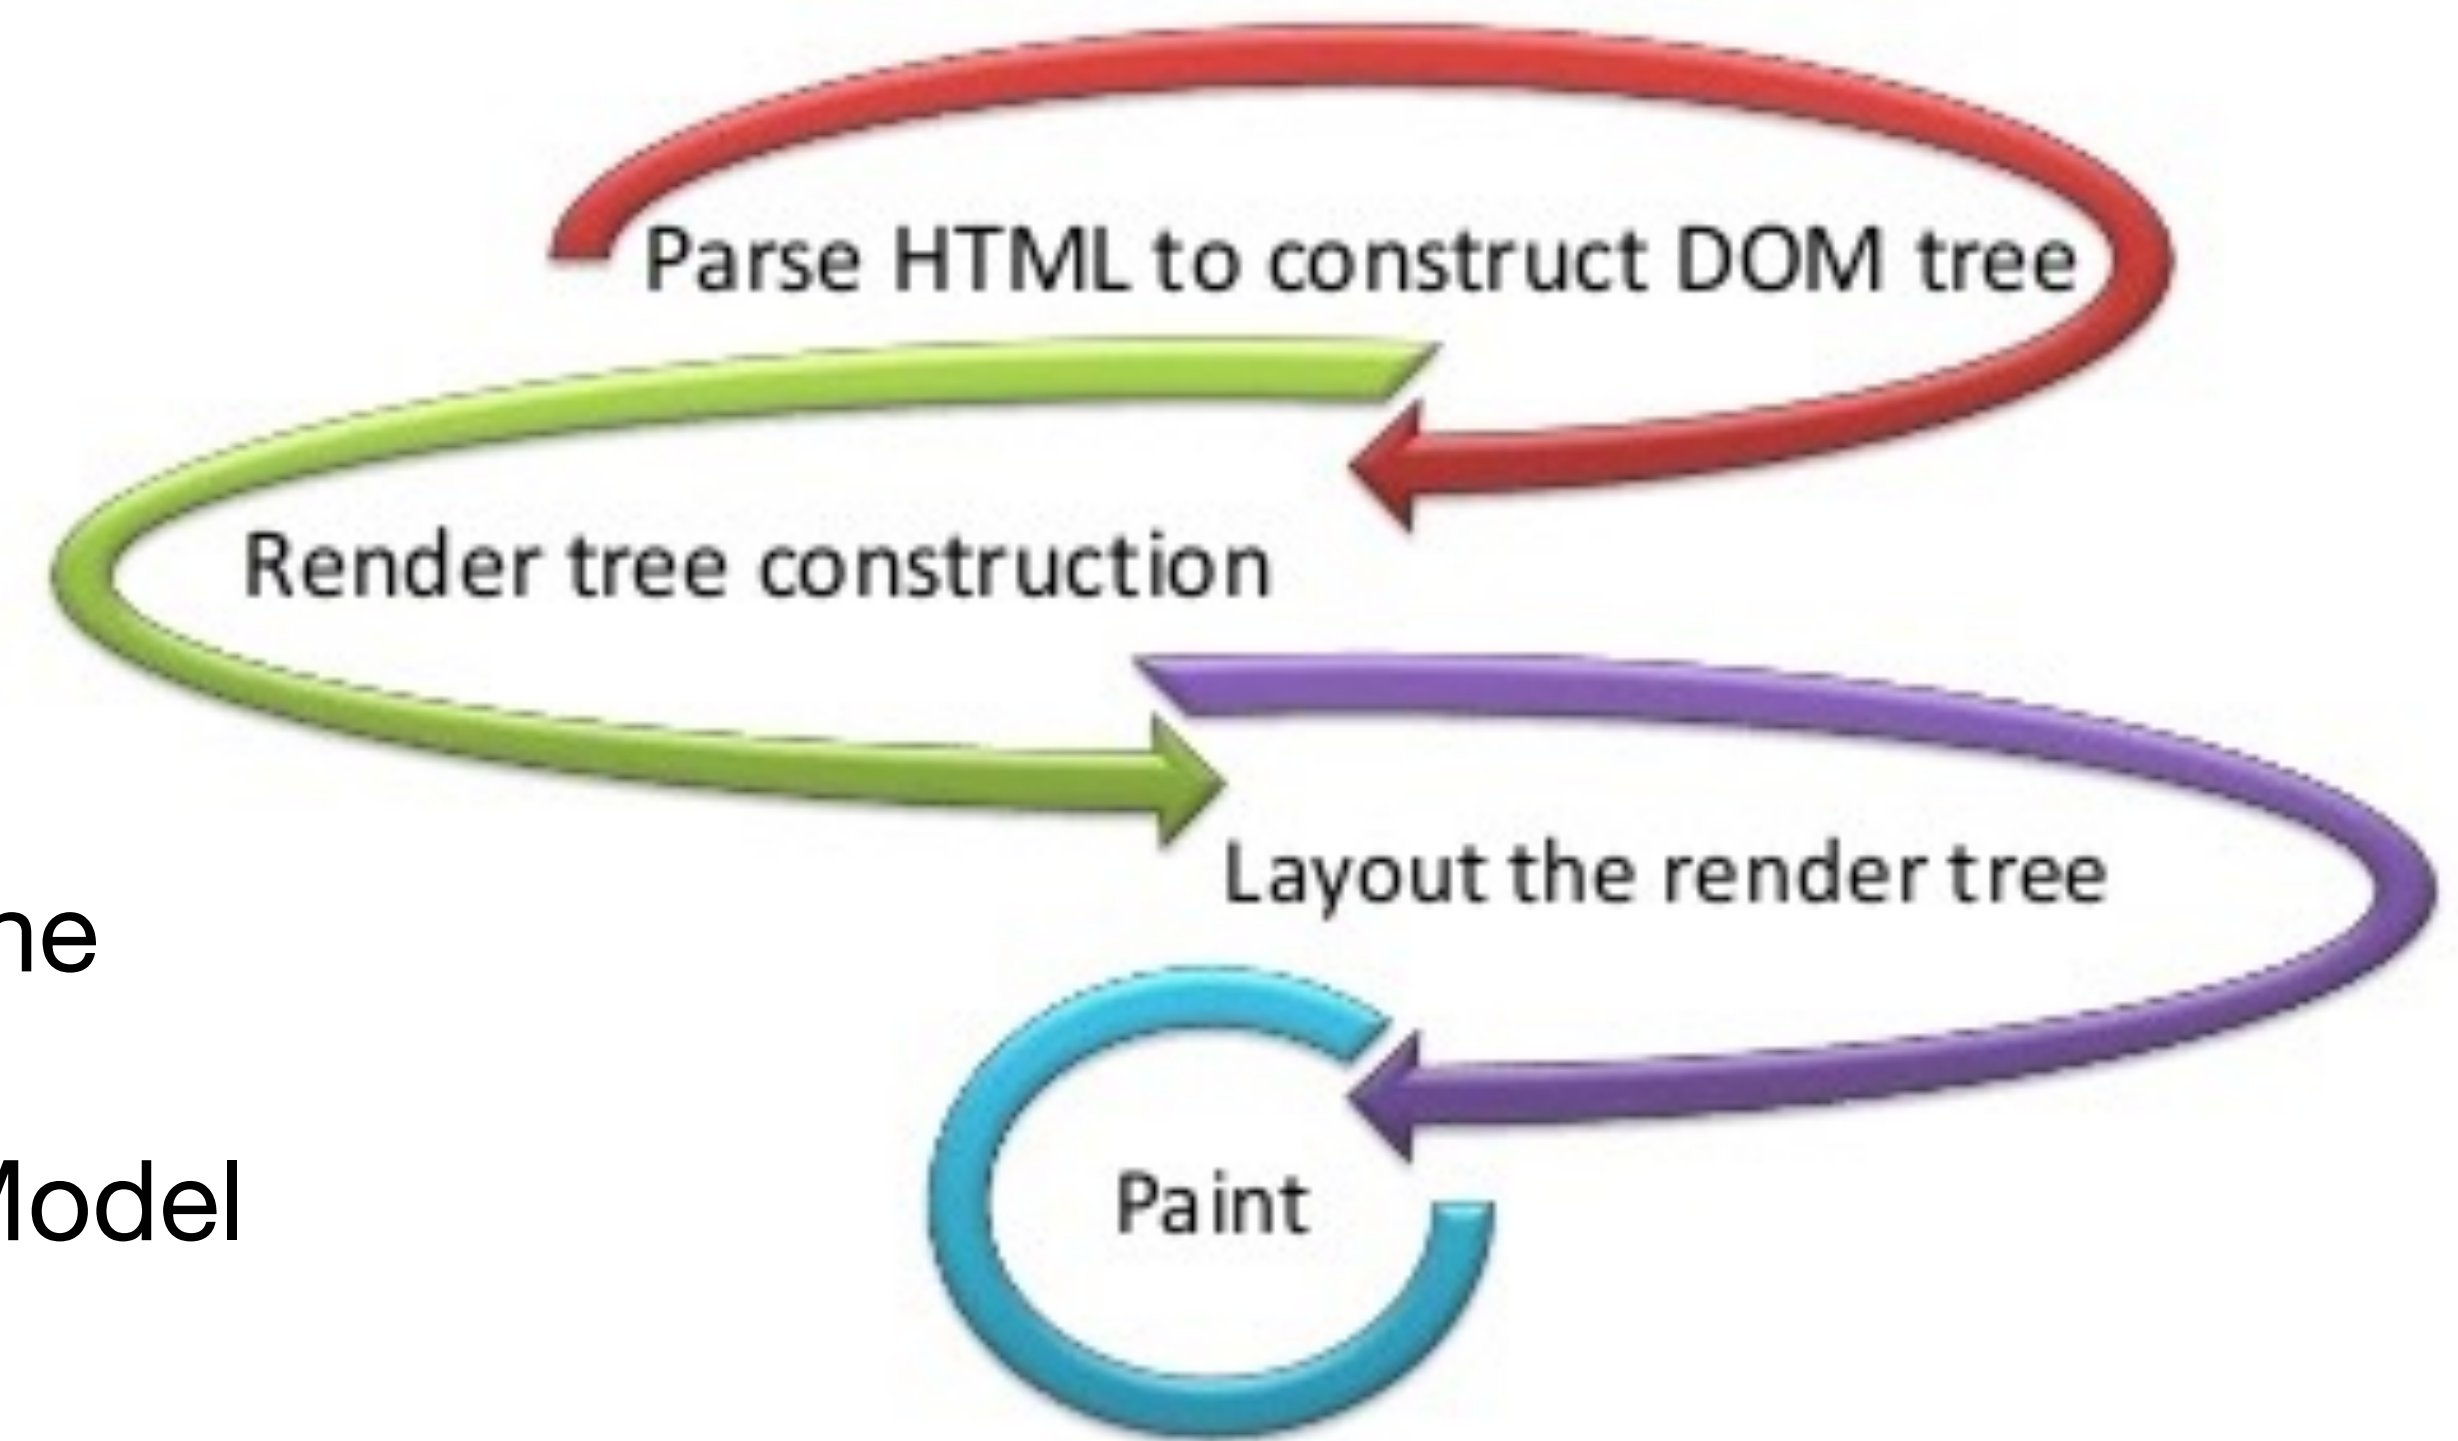 Parse HTML to construct DOM tree
Render tree construction
Layout the render tree
Paint